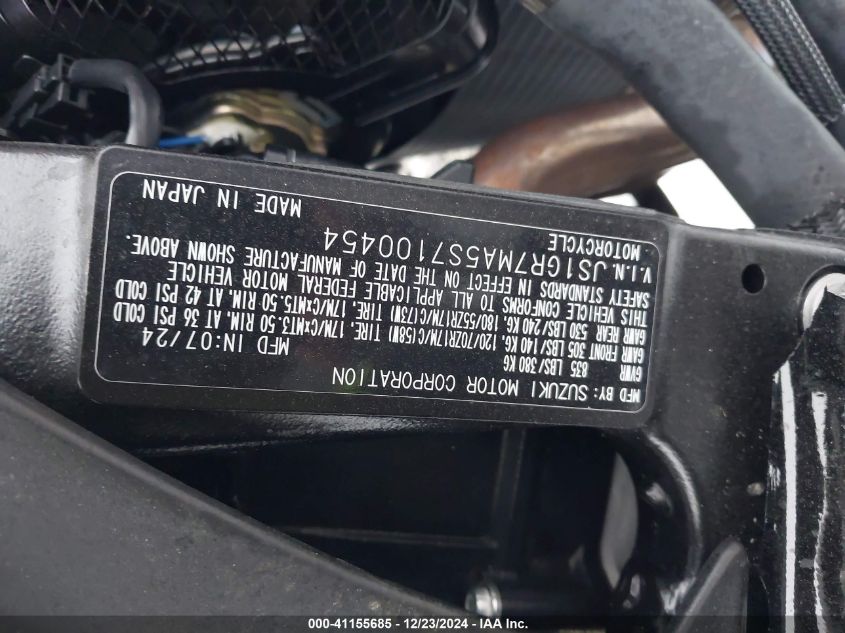 MFD BY: SUZUKI MOTOR CORPORATION
MFD IN:07/24
GVWR 835 LBS/380 KG
GAWR FRONT 305 LBS/140 KG, 120/70ZR17M/C(58W) TIRE, 17M/C×MT3.50 RIM, AT 36 PSI COLD
GAWR REAR 530 LBS/240 KG 180/55ZR17M/C(73W) TIRE, 17M/C×MT5.50 RIM, AT 42 PSI COLD
THIS VEHICLE CONFORMS TO ALL APPLICABLE FEDERAL MOTOR VEHICLE
SAFETY STANDARDS IN EFFECT ON THE DATE OF MANUFACTURE SHOWN ABOVE.
V.I.N. JS1GR7MA5S7100454
MOTORCYCLE
MADE IN JAPAN
000-41155685 - 12/23/2024 - IAA Inc.